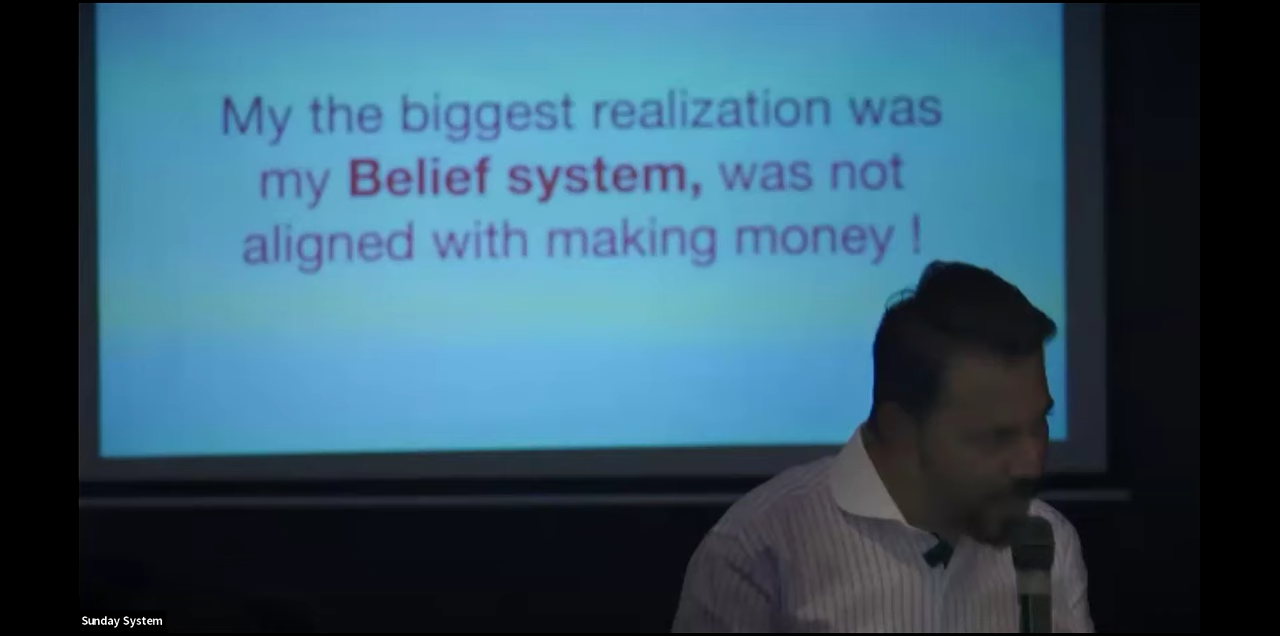 My the biggest realization was
my Belief system, was not
aligned with making money !
Sunday System